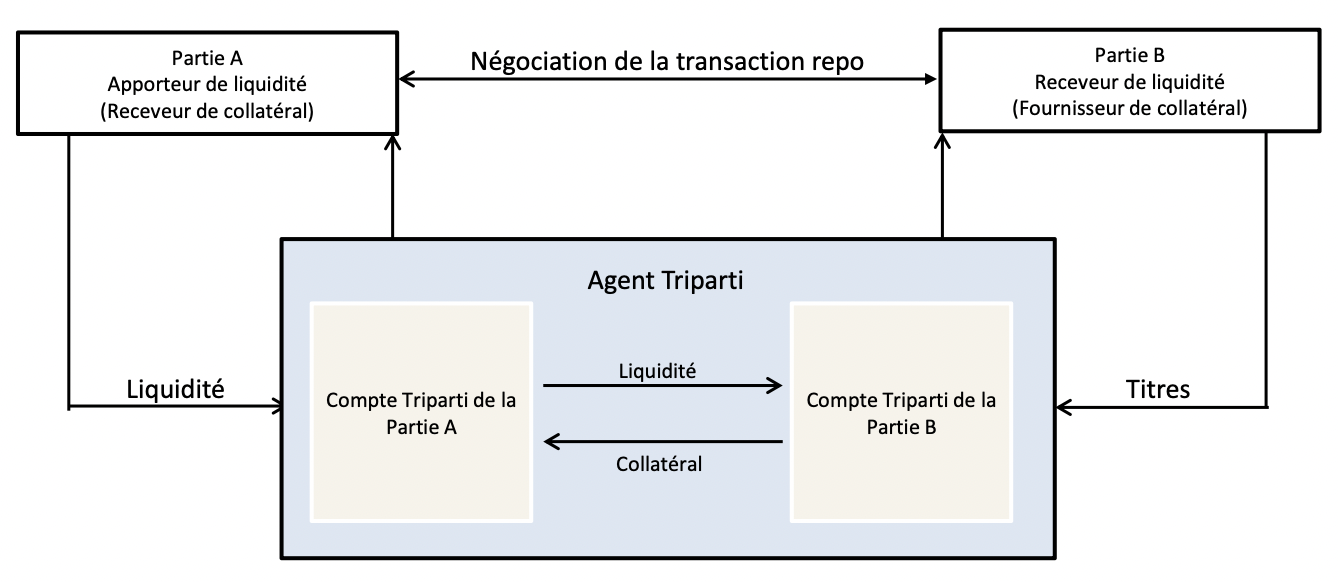 Partie A
Apporteur de liquidité
(Receveur de collatéral)
Négociation de la transaction repo
Partie B
Receveur de liquidité
(Fournisseur de collatéral)
Agent Triparti
Liquidité
Compte Triparti de la
Partie A
Liquidité
Collatéral
Compte Triparti de la
Partie B
Titres